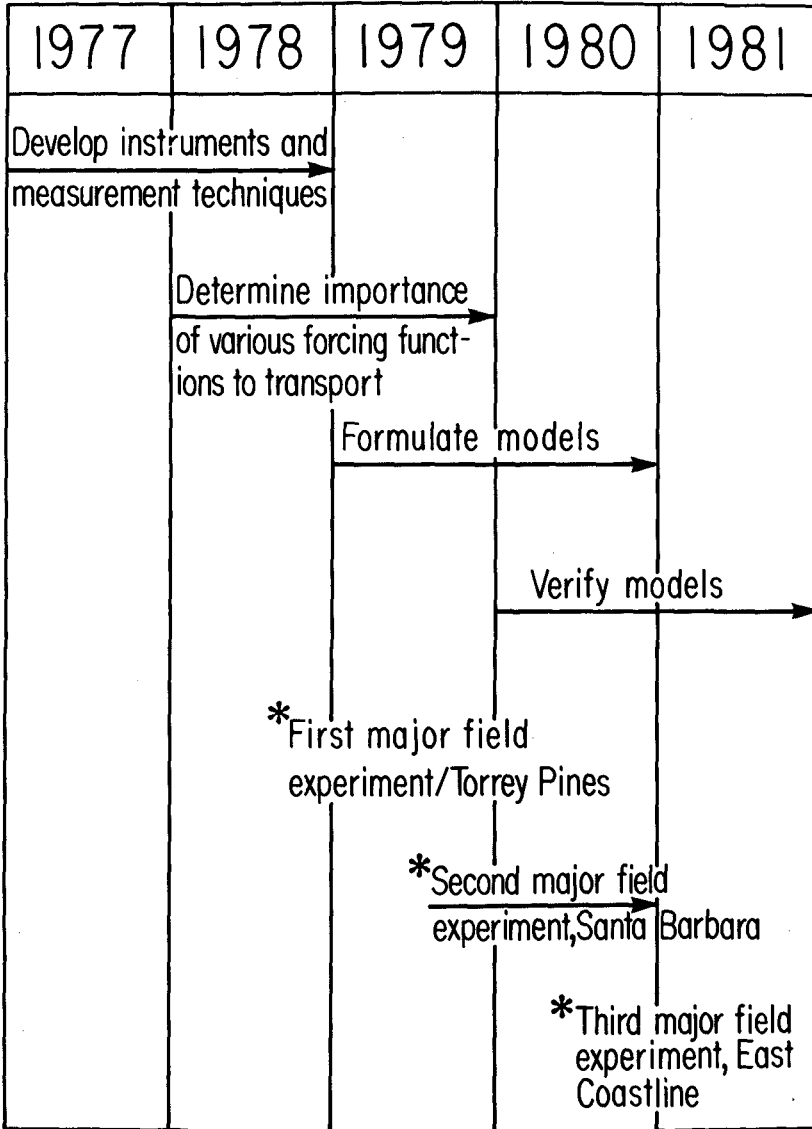 1977 1978 1979 1980 1981
Develop instruments and
measurement techniques
Determine importance
of various forcing funct-
ions to transport
Formulate models
Verify models
*First major field
experiment/Torrey Pines
*Second major field
experiment, Santa Barbara
*Third major field
experiment, East
Coastline